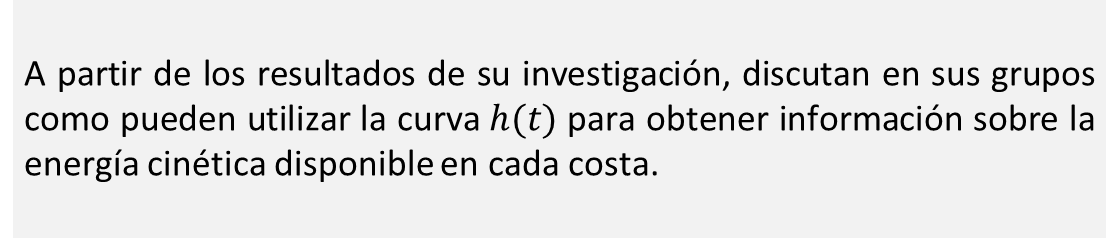 A partir de los resultados de su investigación, discutan en sus grupos
como pueden utilizar la curva h(t) para obtener información sobre la
energía cinética disponible en cada costa.